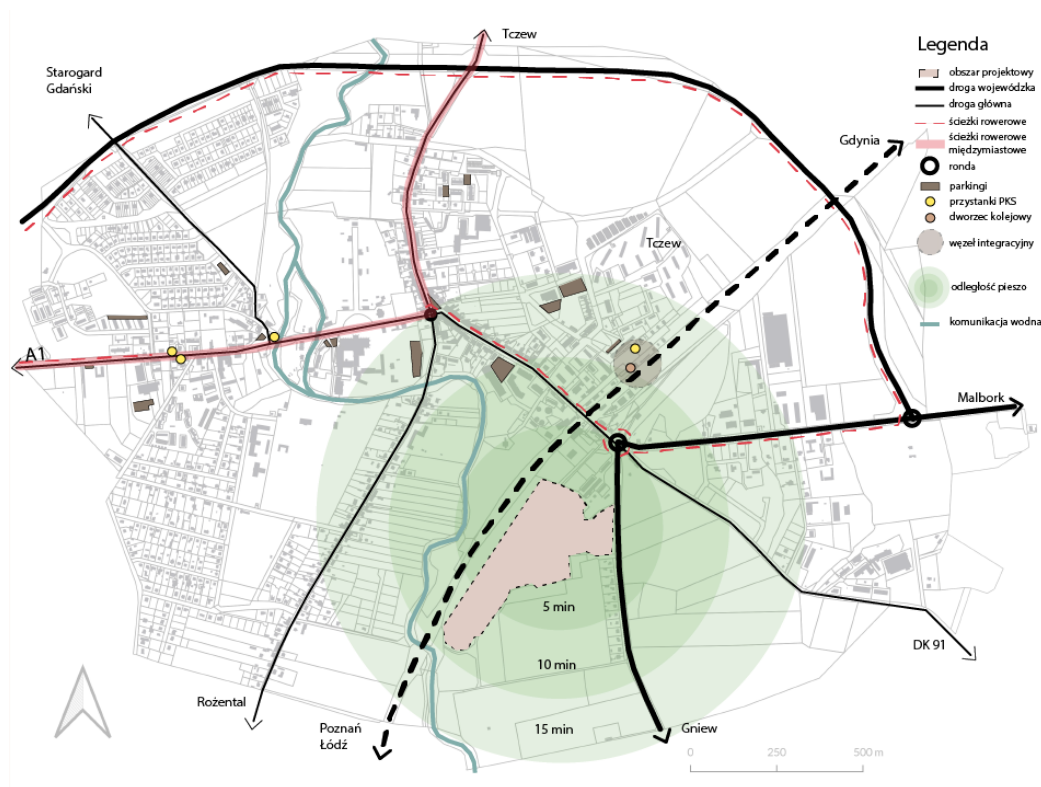 Tczew
Starogard
Gdański
Legenda
obszar projektowy
droga wojewódzka
droga główna
ścieżki rowerowe
ścieżki rowerowe
międzymiastowe
ronda
parkingi
przystanki PKS
dworzec kolejowy
węzeł integracyjny
odległość pieszo
komunikacja wodna
Gdynia
Tczew
A1
Malbork
5 min
10 min
15 min
DK 91
Rożental
Poznań
Łódź
Gniew
0 250 500 m